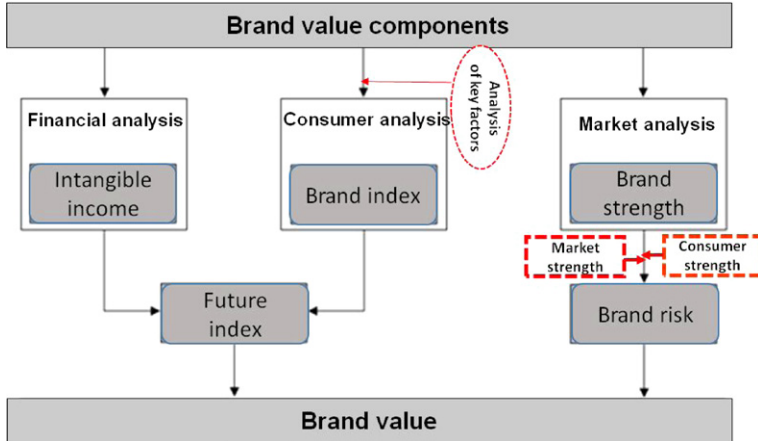 Brand value components
Analysis
of key factors
Financial analysis
Consumer analysis
Market analysis
Intangible
income
Brand index
Brand
strength
Market
strength
Consumer
strength
Future
index
Brand risk
Brand value